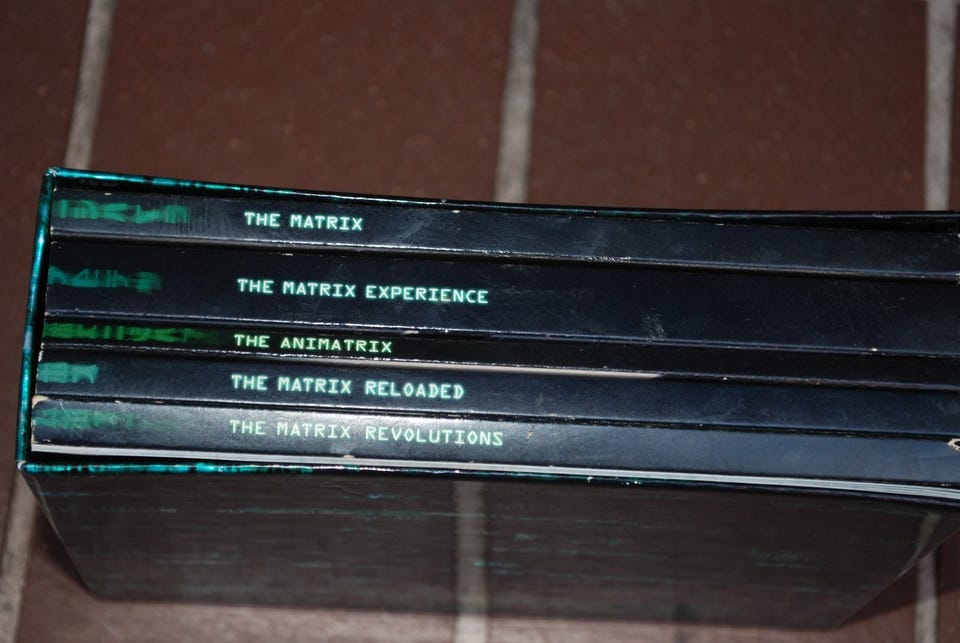 THE MATRIX
THE MATRIX EXPERIENCE
THE ANIMATRIX
THE MATRIX RELOADED
THE MATRIX REVOLUTIONS